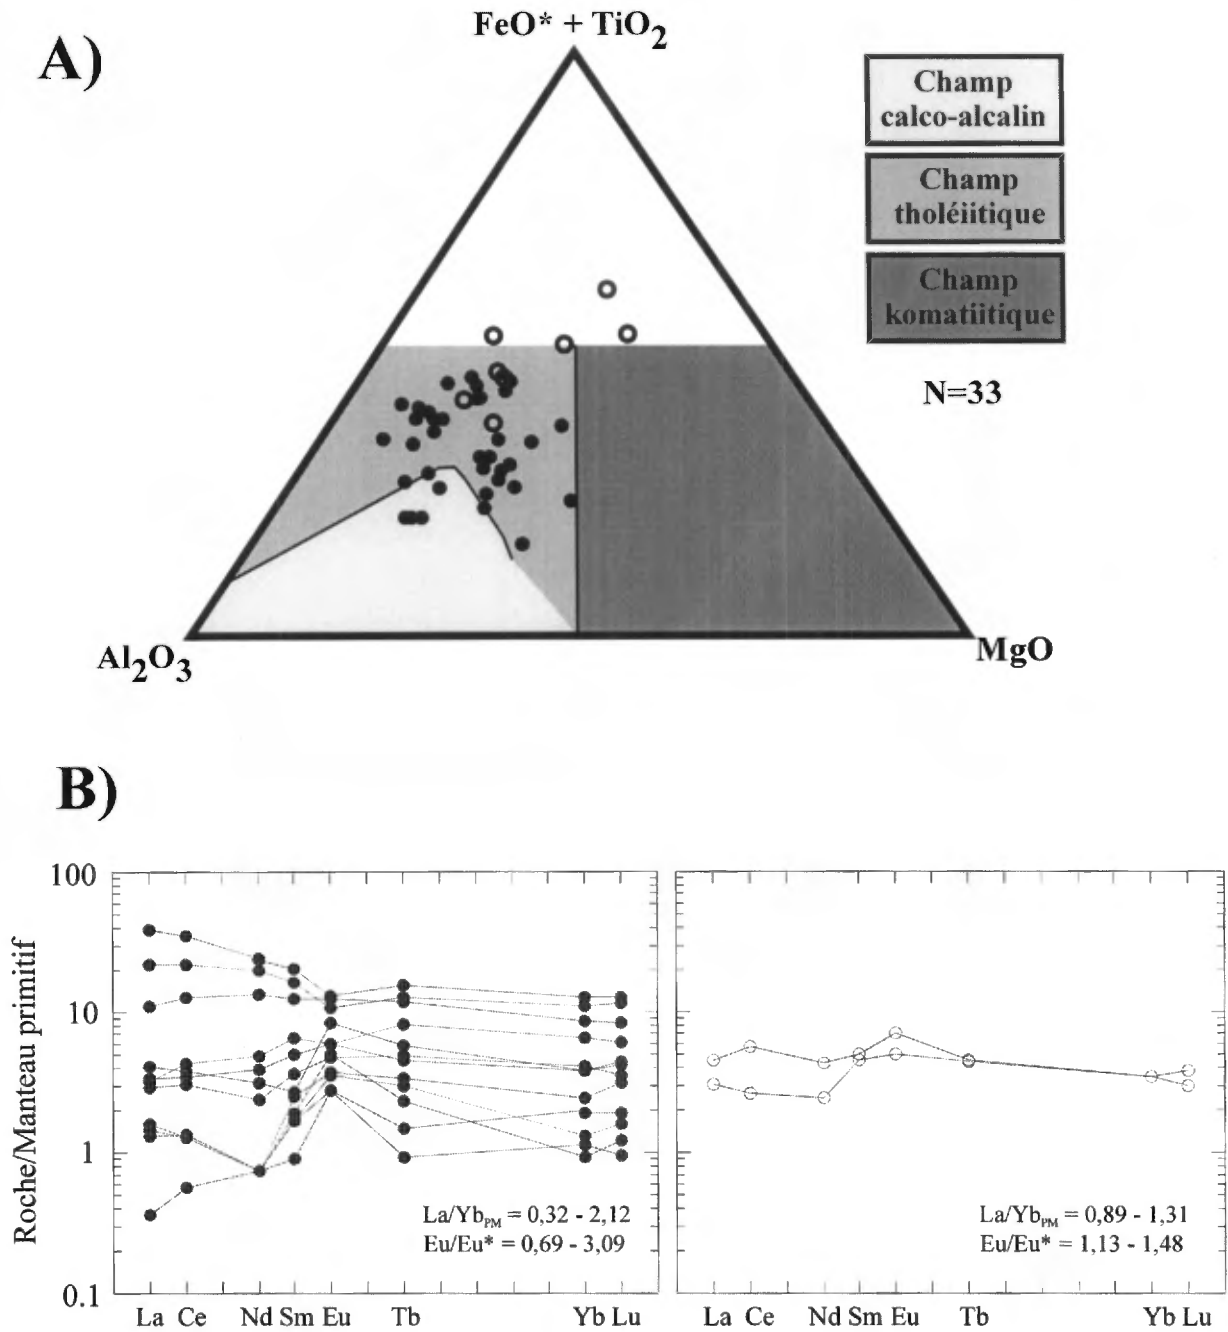 A)
FeO* + TiO2
Champ
calco-alcalin
Champ
tholéiitique
Champ
komatiitique
N=33
Al2O3
MgO
B)
Roche/Manteau primitif
100
10
1
0.1
La/YbPM = 0,32 - 2,12
Eu/Eu* = 0,69 - 3,09
La Ce Nd Sm Eu Tb Yb Lu
La/YbPM = 0,89 - 1,31
Eu/Eu* = 1,13 - 1,48
La Ce Nd Sm Eu Tb Yb Lu